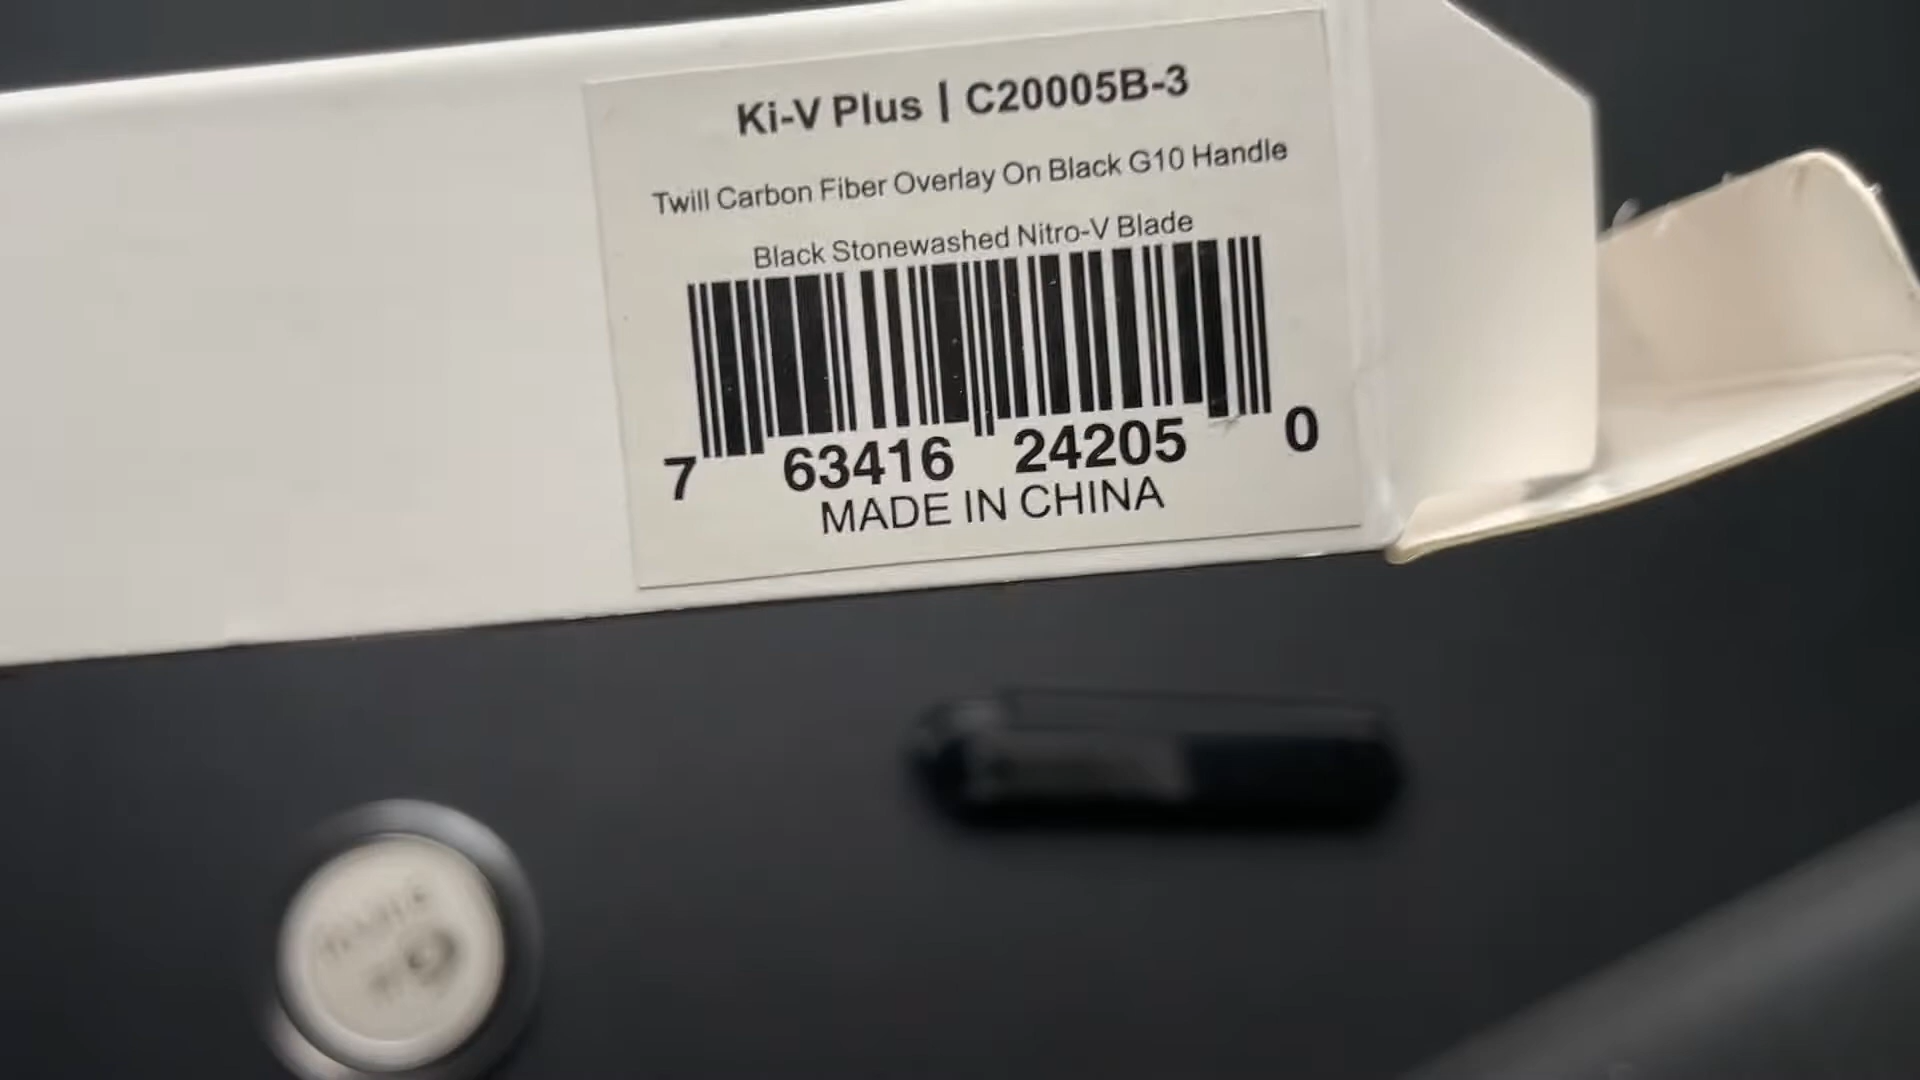 Ki-V Plus | C20005B-3
Twill Carbon Fiber Overlay On Black G10 Handle
Black Stonewashed Nitro-V Blade
7 63416 24205 0
MADE IN CHINA